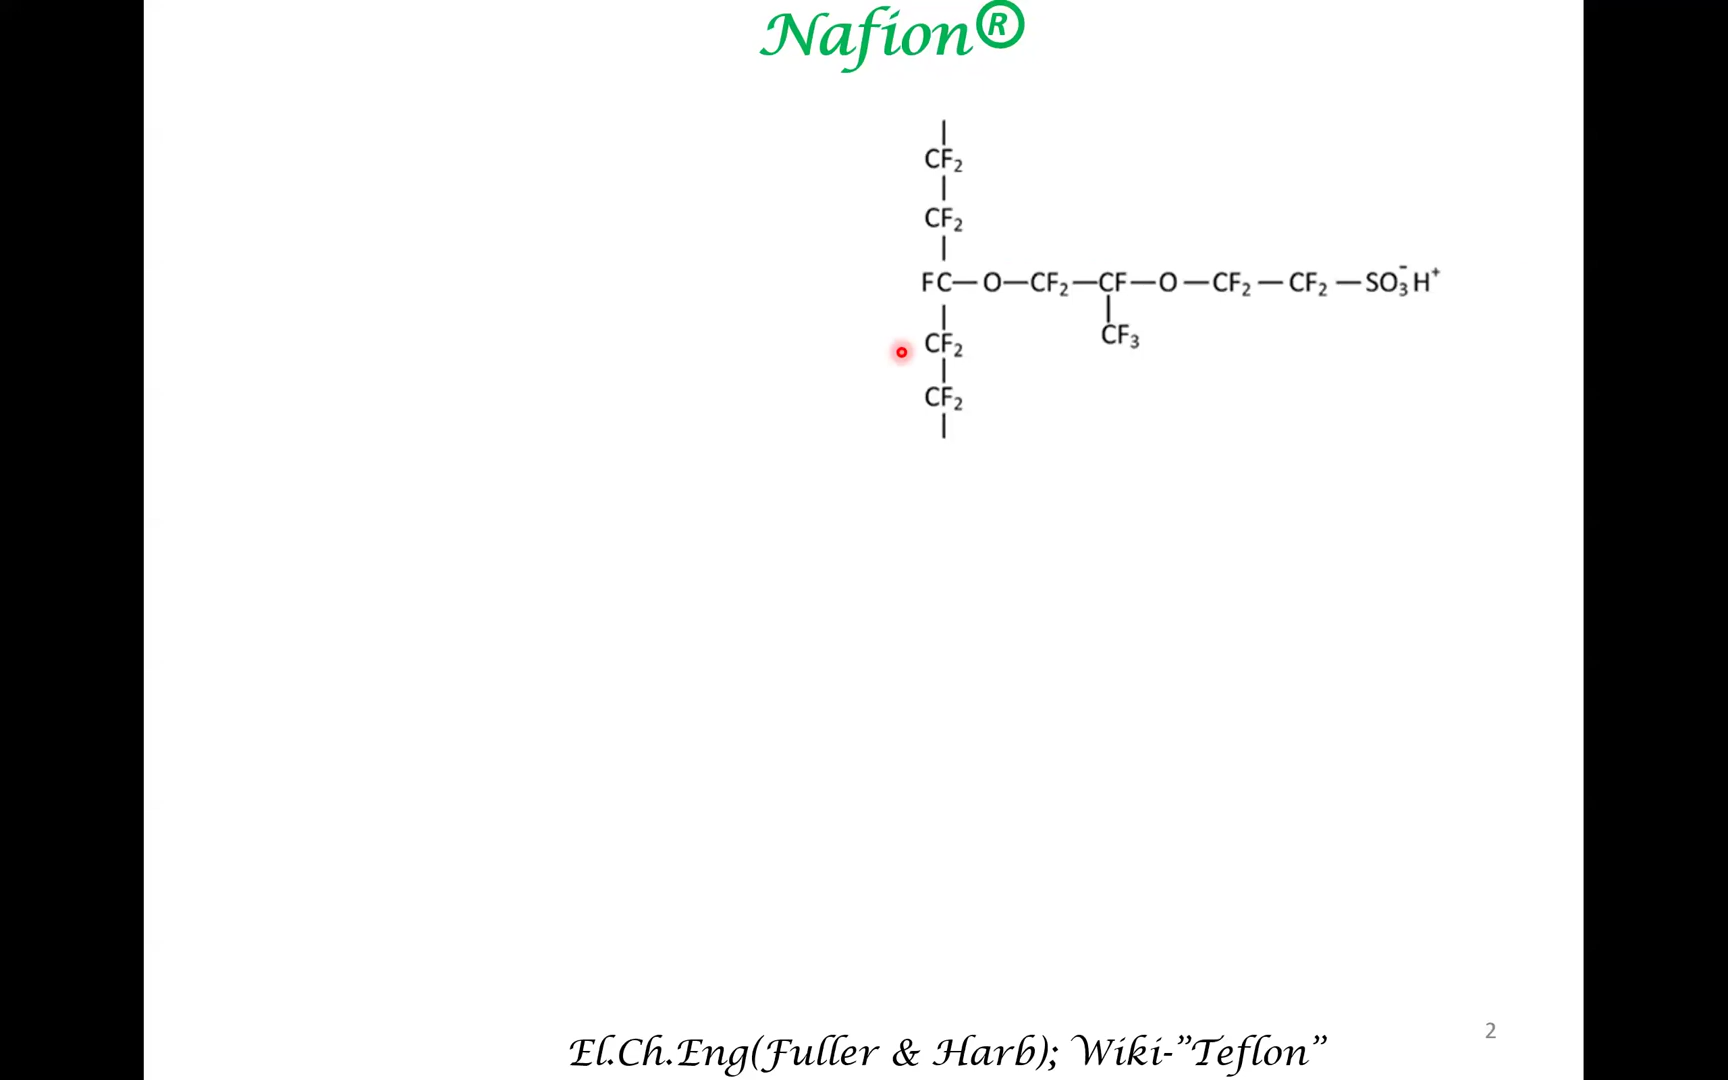 Nafion®
CF₂
CF₂
FC—O—CF₂—CF—O—CF₂—CF₂—SO₃⁻H⁺
CF₂ CF₃
CF₂
El.Ch.Eng(Fuller & Harb); Wiki-"Teflon"
2